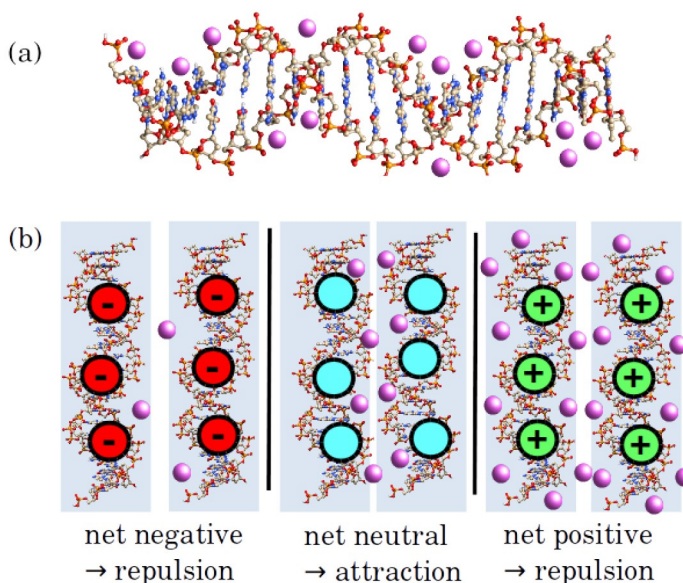 (a)
(b)
- - - + +
- - - + +
- - - + +
net negative net neutral net positive
→ repulsion → attraction → repulsion